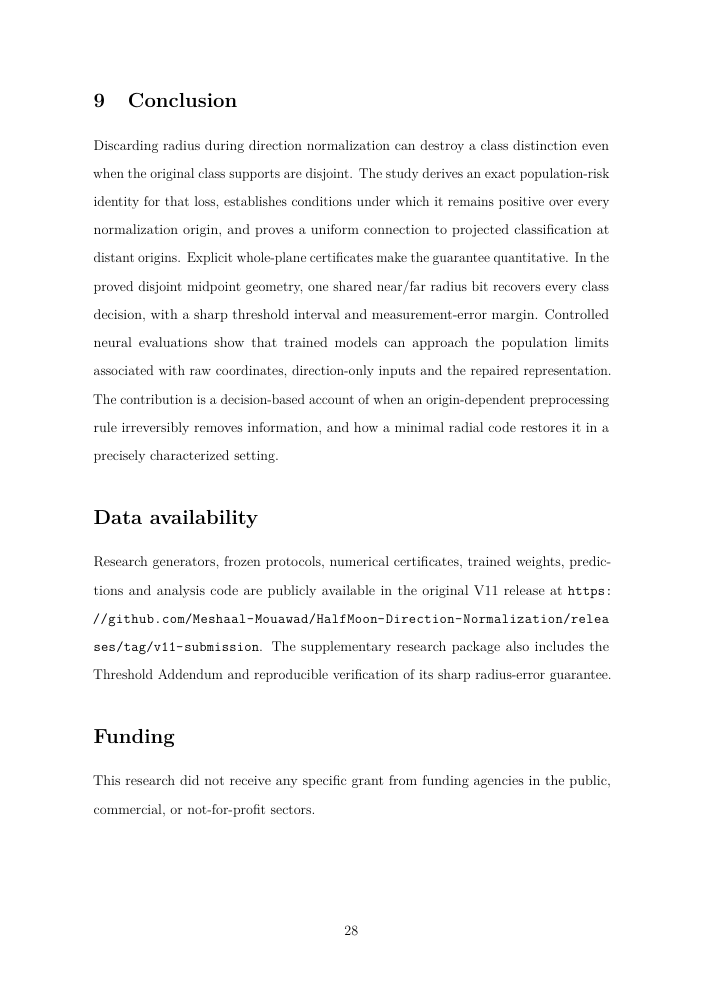 9 Conclusion
Discarding radius during direction normalization can destroy a class distinction even
when the original class supports are disjoint. The study derives an exact population-risk
identity for that loss, establishes conditions under which it remains positive over every
normalization origin, and proves a uniform connection to projected classification at
distant origins. Explicit whole-plane certificates make the guarantee quantitative. In the
proved disjoint midpoint geometry, one shared near/far radius bit recovers every class
decision, with a sharp threshold interval and measurement-error margin. Controlled
neural evaluations show that trained models can approach the population limits
associated with raw coordinates, direction-only inputs and the repaired representation.
The contribution is a decision-based account of when an origin-dependent preprocessing
rule irreversibly removes information, and how a minimal radial code restores it in a
precisely characterized setting.
Data availability
Research generators, frozen protocols, numerical certificates, trained weights, predic-
tions and analysis code are publicly available in the original V11 release at https:
//github.com/Meshaal-Mouawad/HalfMoon-Direction-Normalization/relea
ses/tag/v11-submission. The supplementary research package also includes the
Threshold Addendum and reproducible verification of its sharp radius-error guarantee.
Funding
This research did not receive any specific grant from funding agencies in the public,
commercial, or not-for-profit sectors.
28